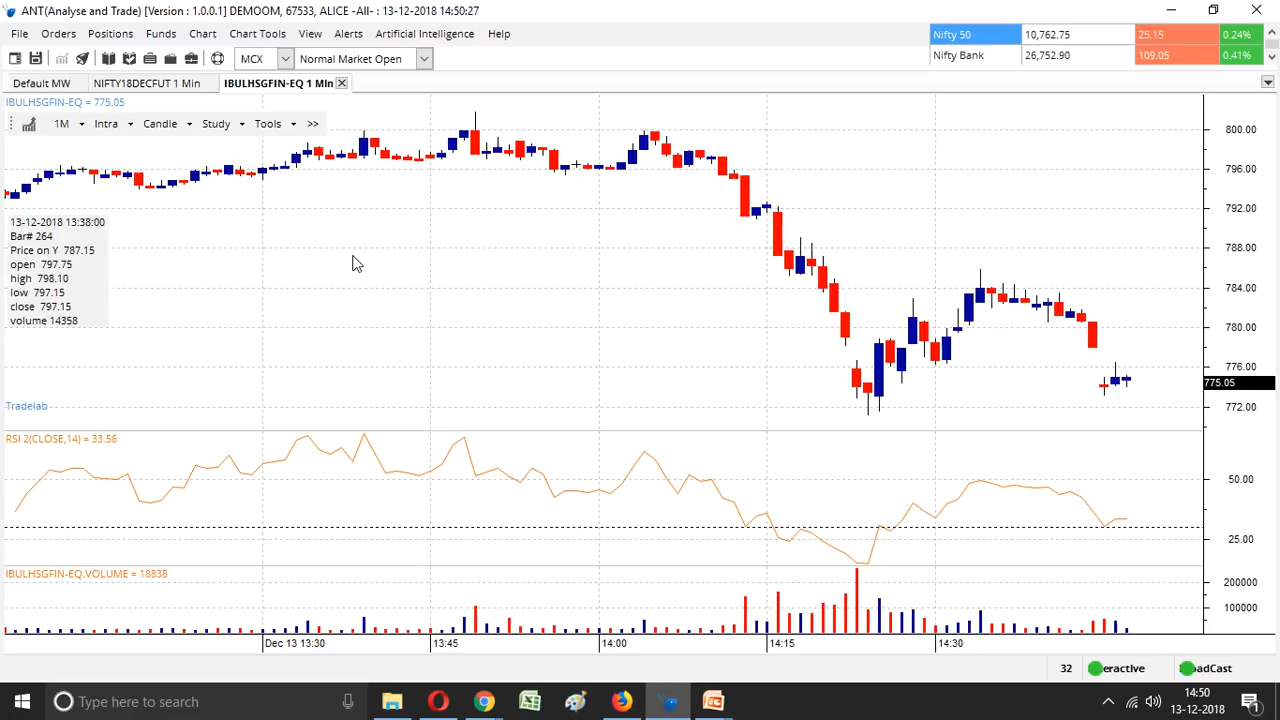 ANT(Analyse and Trade) [Version : 1.0.0.1] DEMOOM, 67533, ALICE -All- : 13-12-2018 14:50:27
File Orders Positions Funds Chart Chart Tools View Alerts Artificial Intelligence Help
Nifty 50 10,762.75 25.15 0.24%
Nifty Bank 26,752.90 109.05 0.41%
MCX Normal Market Open
Default MW NIFTY18DECFUT 1 Min IBULHSGFIN-EQ 1 Min
IBULHSGFIN-EQ = 775.05
1M Intra Candle Study Tools >>
13-12-2018 13:38:00
Bar# 264
Price on Y 787.15
open 797.75
high 798.10
low 797.15
close 797.15
volume 14358
800.00
796.00
792.00
788.00
784.00
780.00
776.00
775.05
772.00
Tradelab
RSI 2(CLOSE,14) = 33.56
50.00
25.00
IBULHSGFIN-EQ.VOLUME = 18838
200000
100000
Dec 13 13:30 13:45 14:00 14:15 14:30
32 eractive adCast
Type here to search
14:50
13-12-2018
1